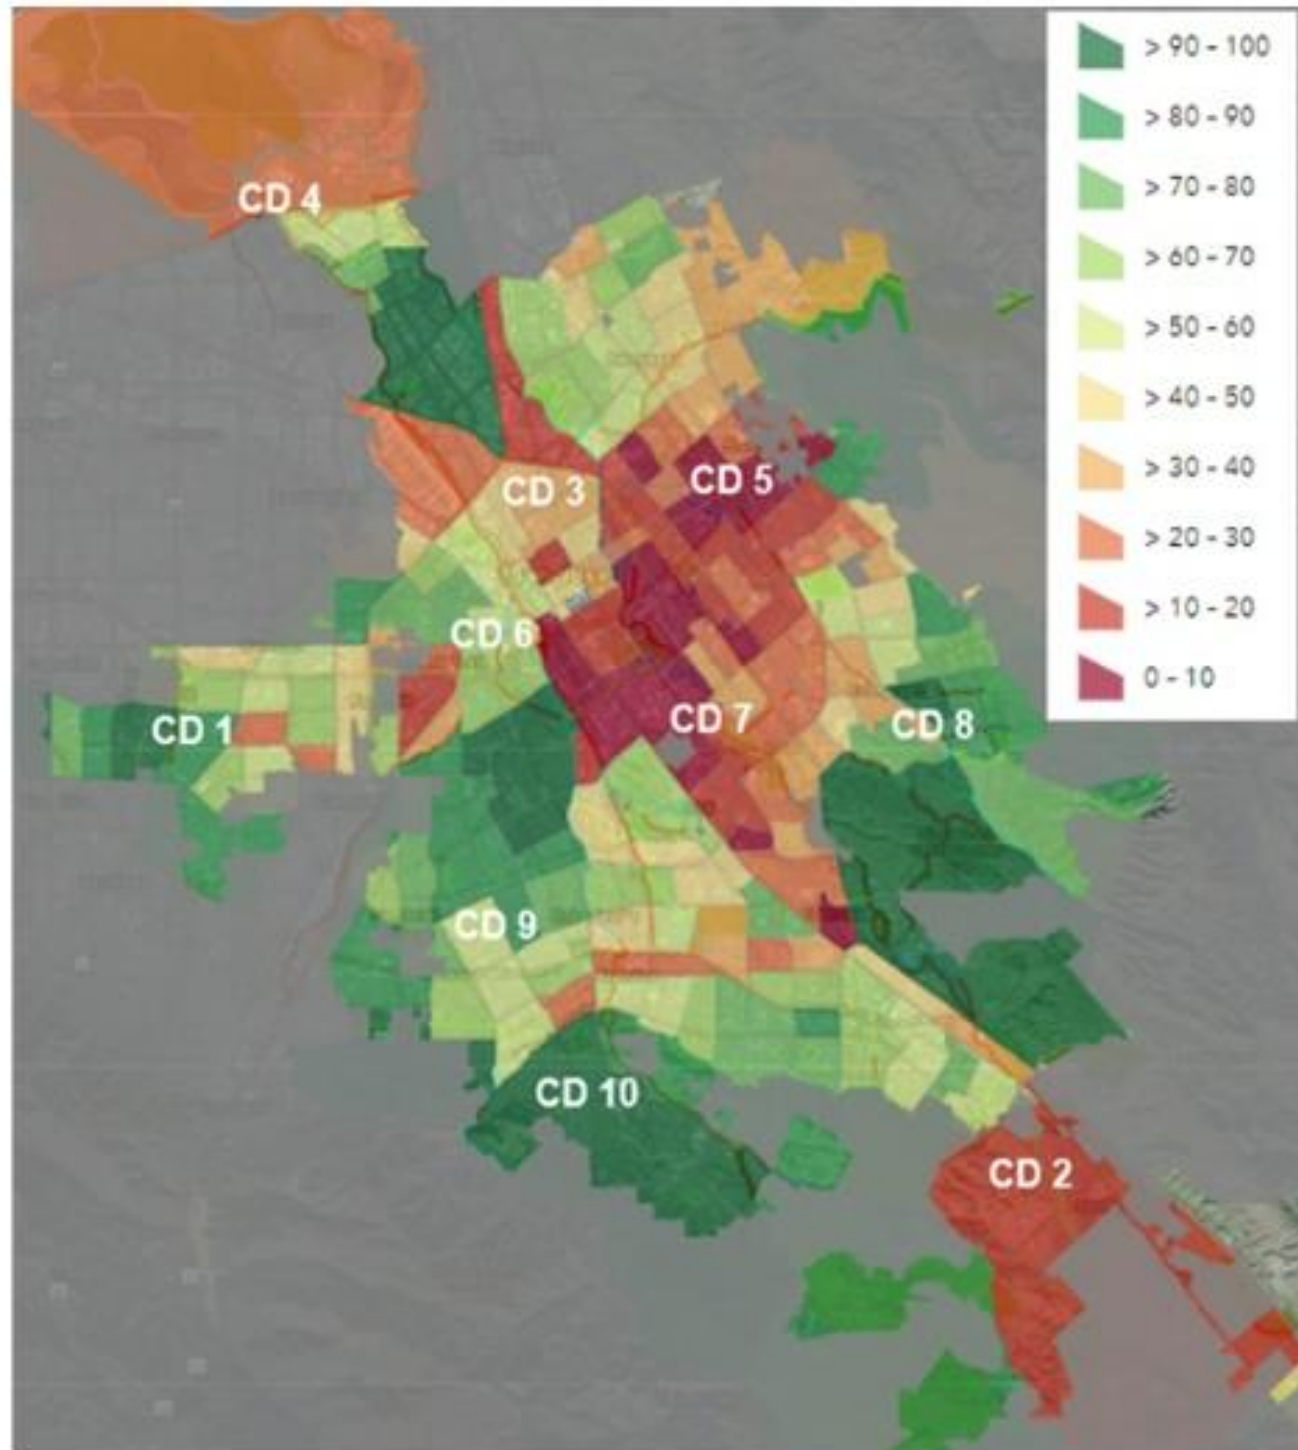 > 90 - 100
> 80 - 90
> 70 - 80
> 60 - 70
> 50 - 60
> 40 - 50
> 30 - 40
> 20 - 30
> 10 - 20
0 - 10
CD 4
CD 5
CD 3
CD 6
CD 7
CD 8
CD 1
CD 9
CD 10
CD 2